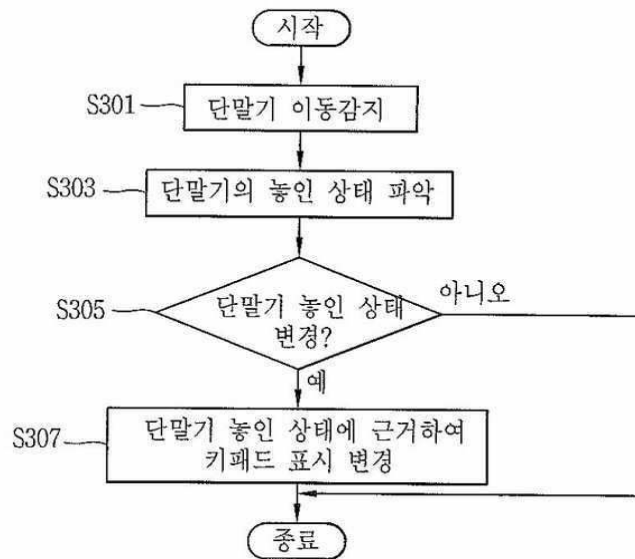 시작
S301
단말기 이동감지
S303
단말기의 놓인 상태 파악
S305
단말기 놓인 상태
변경?
아니오
예
S307
단말기 놓인 상태에 근거하여
키패드 표시 변경
종료